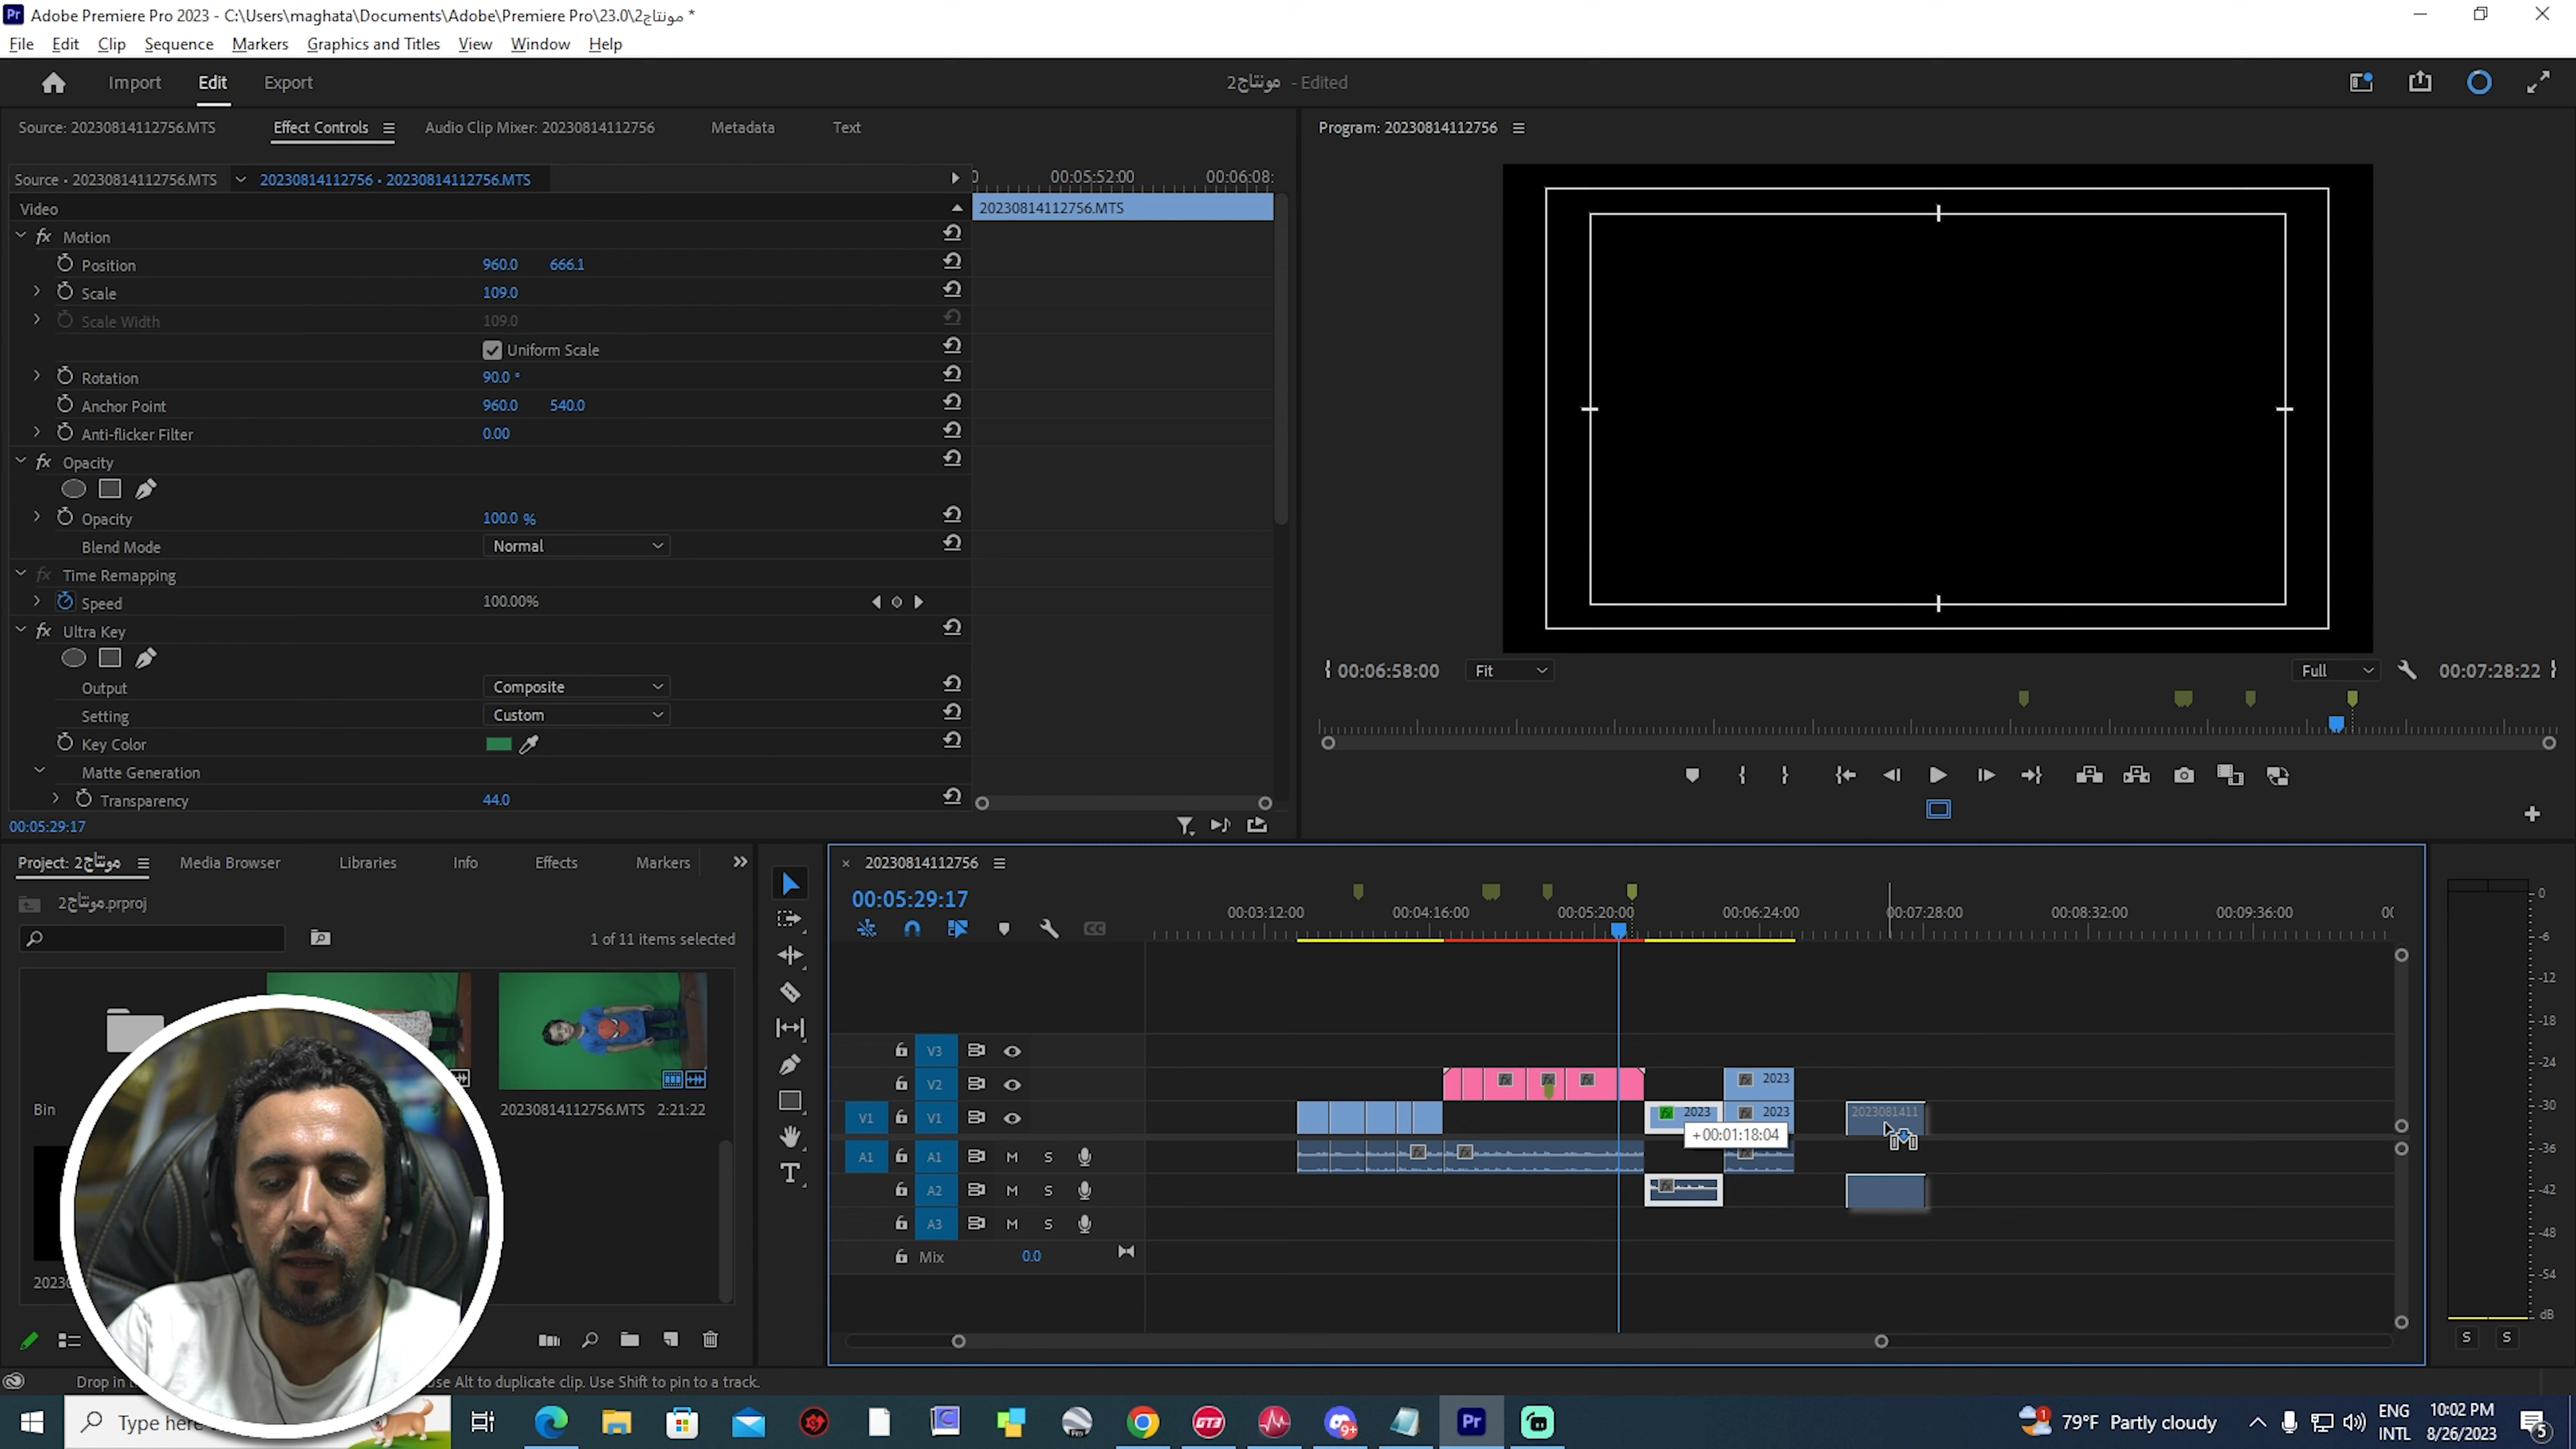 Adobe Premiere Pro 2023 - C:\Users\maghata\Documents\Adobe\Premiere Pro\23.0\مونتاج2 *
File Edit Clip Sequence Markers Graphics and Titles View Window Help
Import Edit Export
مونتاج2 - Edited
Source: 20230814112756.MTS Effect Controls Audio Clip Mixer: 20230814112756 Metadata Text
Program: 20230814112756
Source • 20230814112756.MTS 20230814112756 • 20230814112756.MTS
00:05:52:00 00:06:08:
Video
20230814112756.MTS
fx Motion
Position 960.0 666.1
Scale 109.0
Scale Width 109.0
Uniform Scale
Rotation 90.0 °
Anchor Point 960.0 540.0
Anti-flicker Filter 0.00
fx Opacity
Opacity 100.0 %
Blend Mode Normal
fx Time Remapping
Speed 100.00%
fx Ultra Key
Output Composite
Setting Custom
Key Color
Matte Generation
Transparency 44.0
00:05:29:17
00:06:58:00 Fit Full 00:07:28:22
Project: مونتاج2 Media Browser Libraries Info Effects Markers
مونتاج2.prproj
1 of 11 items selected
Bin
20230814112756.MTS 2:21:22
20230814112756
00:05:29:17
00:03:12:00 00:04:16:00 00:05:20:00 00:06:24:00 00:07:28:00 00:08:32:00 00:09:36:00
V3
V2
2023
V1 V1
2023 2023 2023081411
+00:01:18:04
A1 A1 M S
A2 M S
A3 M S
Mix 0.0
0
-6
-12
-18
-24
-30
-36
-42
-48
-54
dB
S S
Use Alt to duplicate clip. Use Shift to pin to a track.
Type here
79°F Partly cloudy
ENG
INTL
10:02 PM
8/26/2023
5